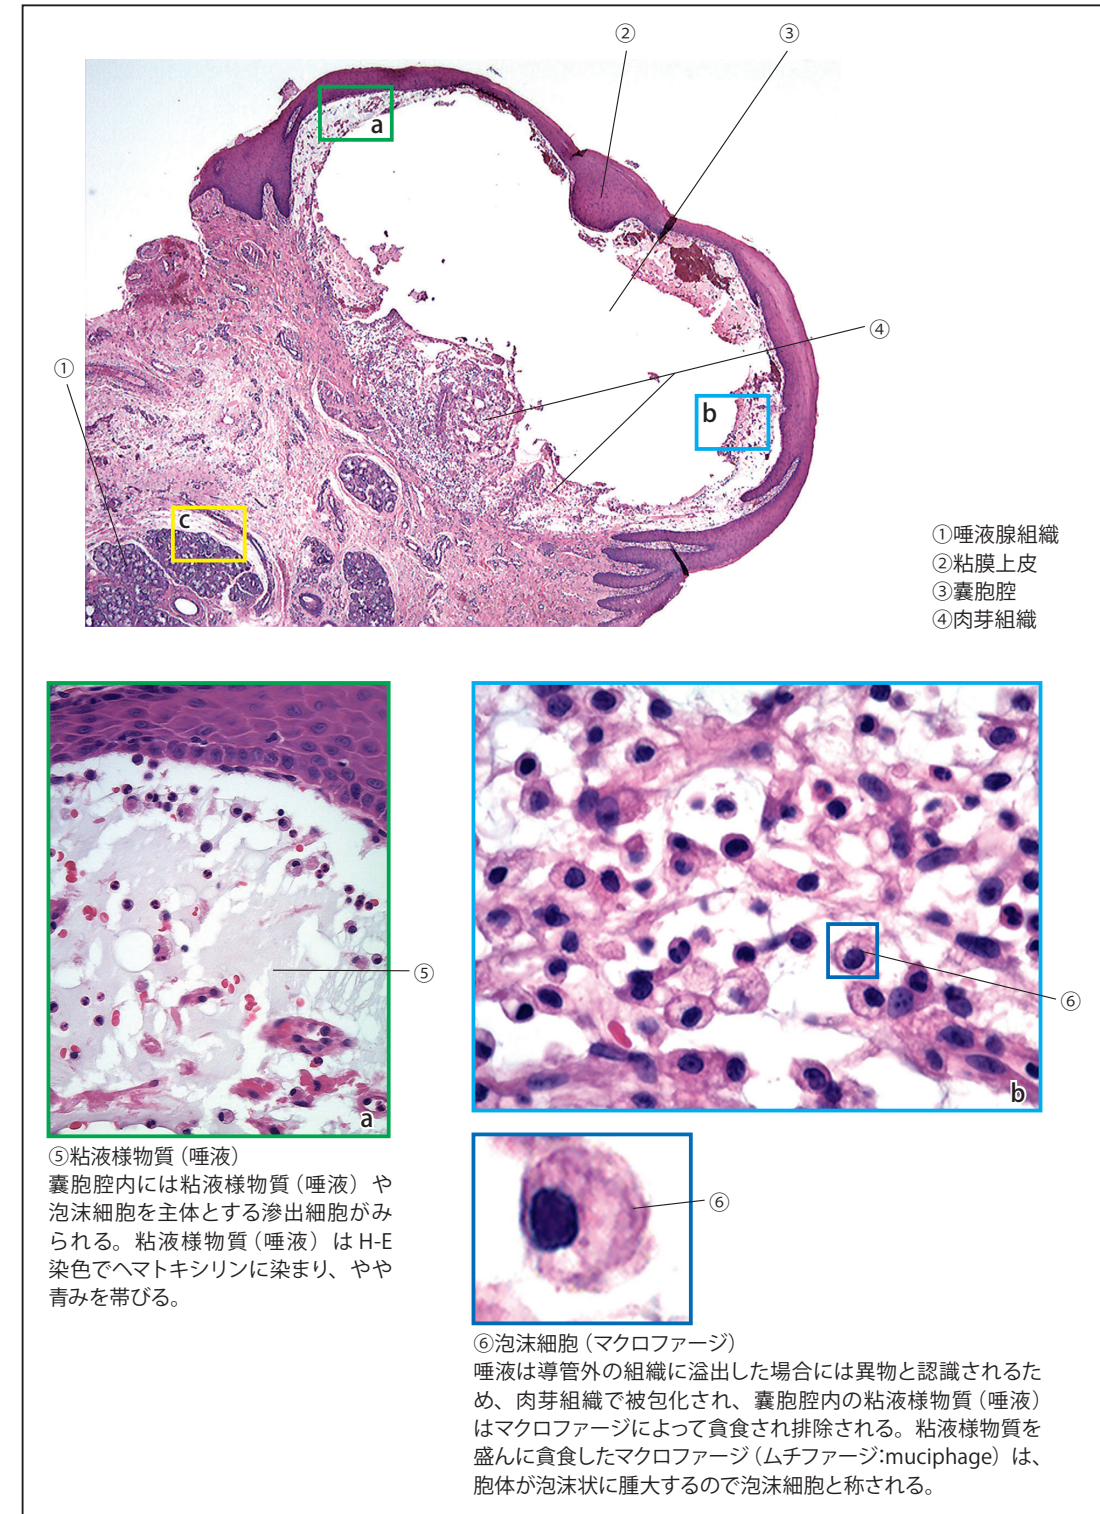 ②
③
a
④
①
b
c
①唾液腺組織
②粘膜上皮
③囊胞腔
④肉芽組織
⑤
⑥
a
b
⑤粘液様物質（唾液）
囊胞腔内には粘液様物質（唾液）や
泡沫細胞を主体とする滲出細胞がみ
られる。粘液様物質（唾液）はH-E
染色でヘマトキシリンに染まり、やや
青みを帯びる。
⑥
⑥泡沫細胞（マクロファージ）
唾液は導管外の組織に溢出した場合には異物と認識されるた
め、肉芽組織で被包化され、囊胞腔内の粘液様物質（唾液）
はマクロファージによって貪食され排除される。粘液様物質を
盛んに貪食したマクロファージ（ムチファージ:muciphage）は、
胞体が泡沫状に腫大するので泡沫細胞と称される。